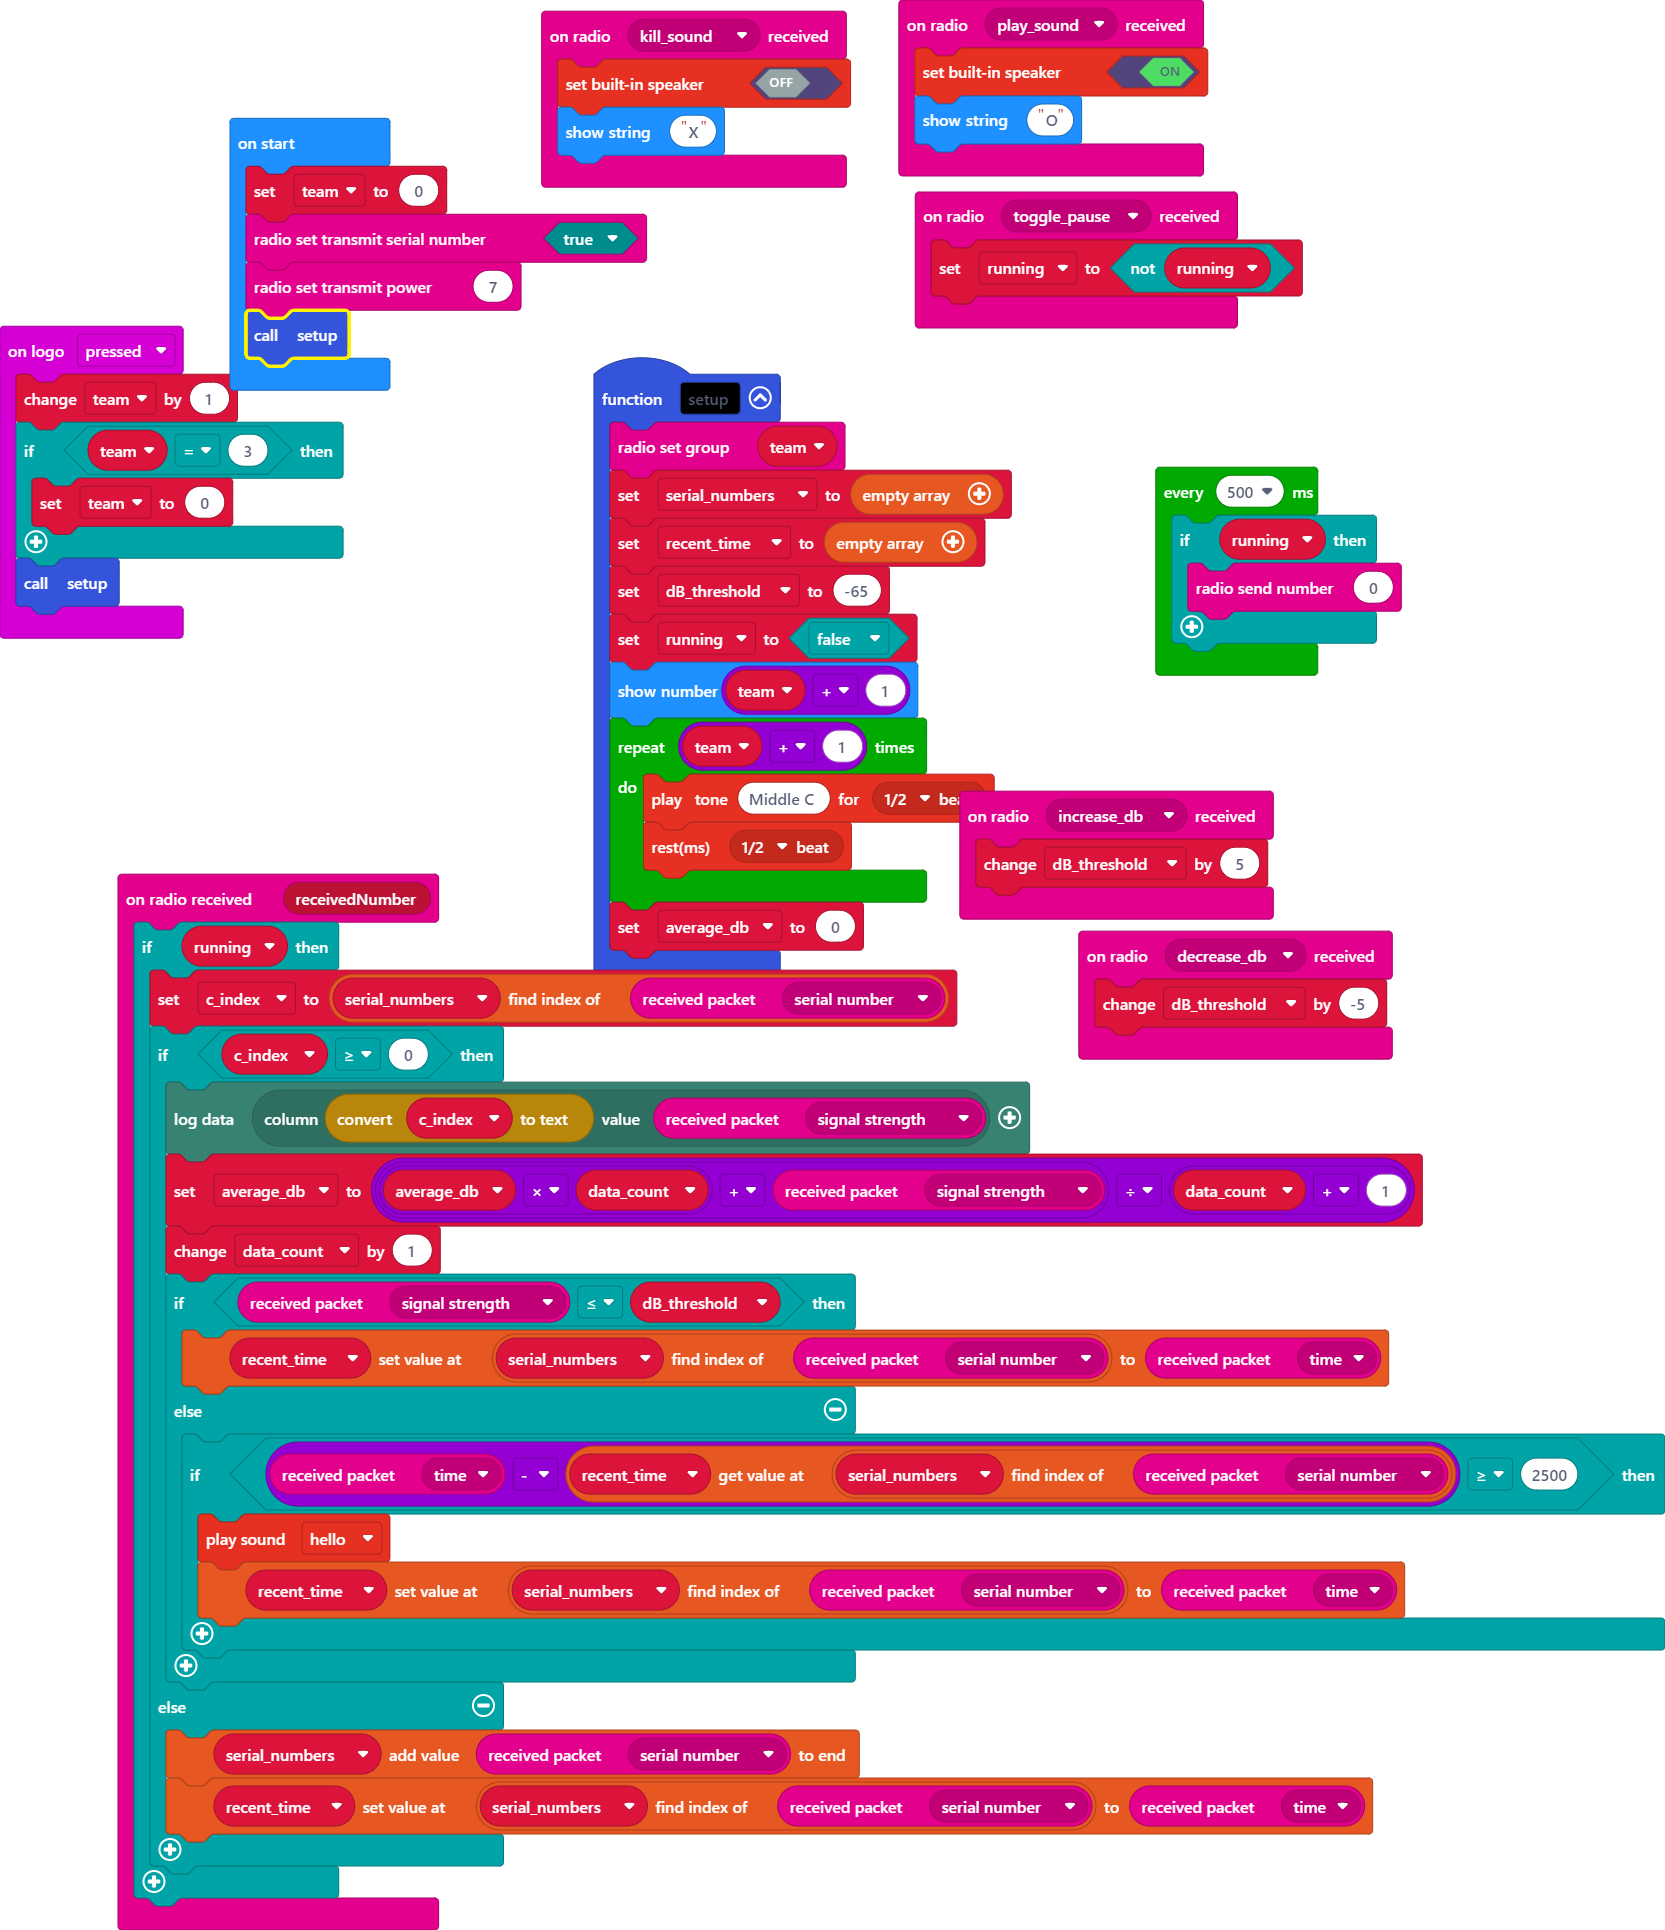 on radio kill_sound received
set built-in speaker OFF
show string "X"
on radio play_sound received
set built-in speaker ON
show string "O"
on radio toggle_pause received
set running to not running
on start
set team to 0
radio set transmit serial number true
radio set transmit power 7
call setup
on logo pressed
change team by 1
if team = 3 then
set team to 0
call setup
function setup
radio set group team
set serial_numbers to empty array
set recent_time to empty array
set dB_threshold to -65
set running to false
show number team + 1
repeat team + 1 times
do
play tone Middle C for 1/2
rest(ms) 1/2 beat
set average_db to 0
every 500 ms
if running then
radio send number 0
on radio increase_db received
change dB_threshold by 5
on radio decrease_db received
change dB_threshold by -5
on radio received receivedNumber
if running then
set c_index to serial_numbers find index of received packet serial number
if c_index ≥ 0 then
log data column convert c_index to text value received packet signal strength
set average_db to average_db × data_count + received packet signal strength ÷ data_count + 1
change data_count by 1
if received packet signal strength ≤ dB_threshold then
recent_time set value at serial_numbers find index of received packet serial number to received packet time
else
if received packet time - recent_time get value at serial_numbers find index of received packet serial number ≥ 2500 then
play sound hello
recent_time set value at serial_numbers find index of received packet serial number to received packet time
else
serial_numbers add value received packet serial number to end
recent_time set value at serial_numbers find index of received packet serial number to received packet time